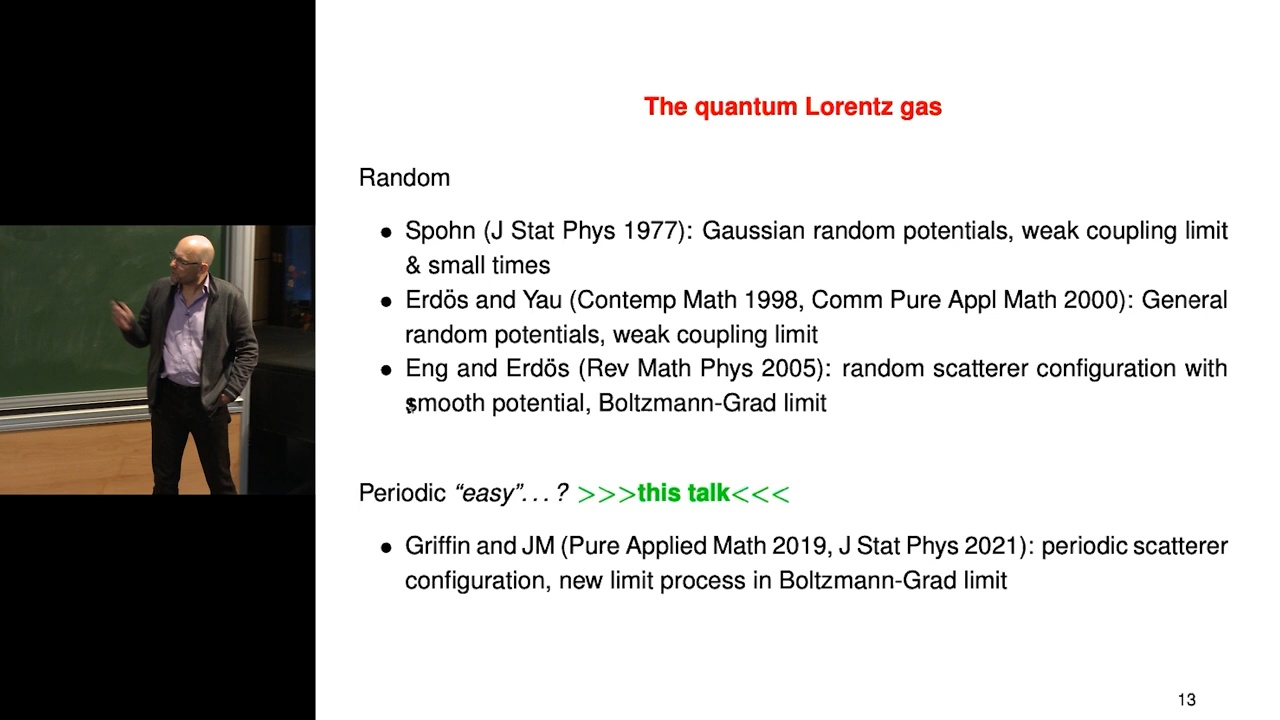 The quantum Lorentz gas
Random
• Spohn (J Stat Phys 1977): Gaussian random potentials, weak coupling limit
& small times
• Erdös and Yau (Contemp Math 1998, Comm Pure Appl Math 2000): General
random potentials, weak coupling limit
• Eng and Erdös (Rev Math Phys 2005): random scatterer configuration with
smooth potential, Boltzmann-Grad limit
Periodic “easy”. . . ? >>>this talk<<<
• Griffin and JM (Pure Applied Math 2019, J Stat Phys 2021): periodic scatterer
configuration, new limit process in Boltzmann-Grad limit
13